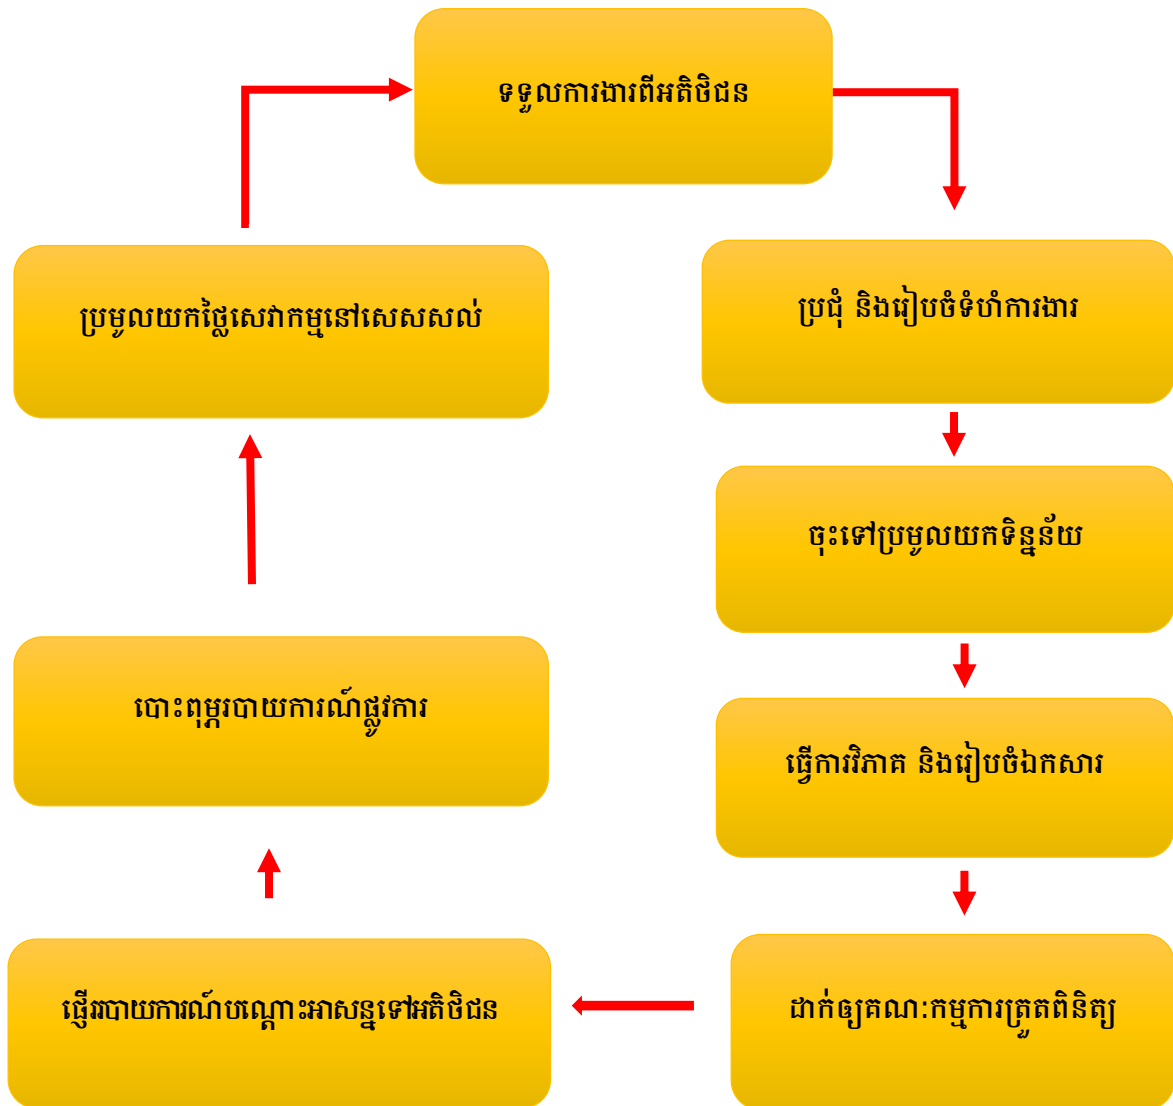 ទទួលការងារពីអតិថិជន
ប្រជុំ និងរៀបចំទំហំការងារ
ចុះទៅប្រមូលយកទិន្នន័យ
ធ្វើការវិភាគ និងរៀបចំឯកសារ
ដាក់ឲ្យគណៈកម្មការត្រួតពិនិត្យ
ផ្ញើររបាយការណ៍បណ្តោះអាសន្នទៅអតិថិជន
បោះពុម្ភរបាយការណ៍ផ្លូវការ
ប្រមូលយកថ្លៃសេវាកម្មនៅសេសសល់